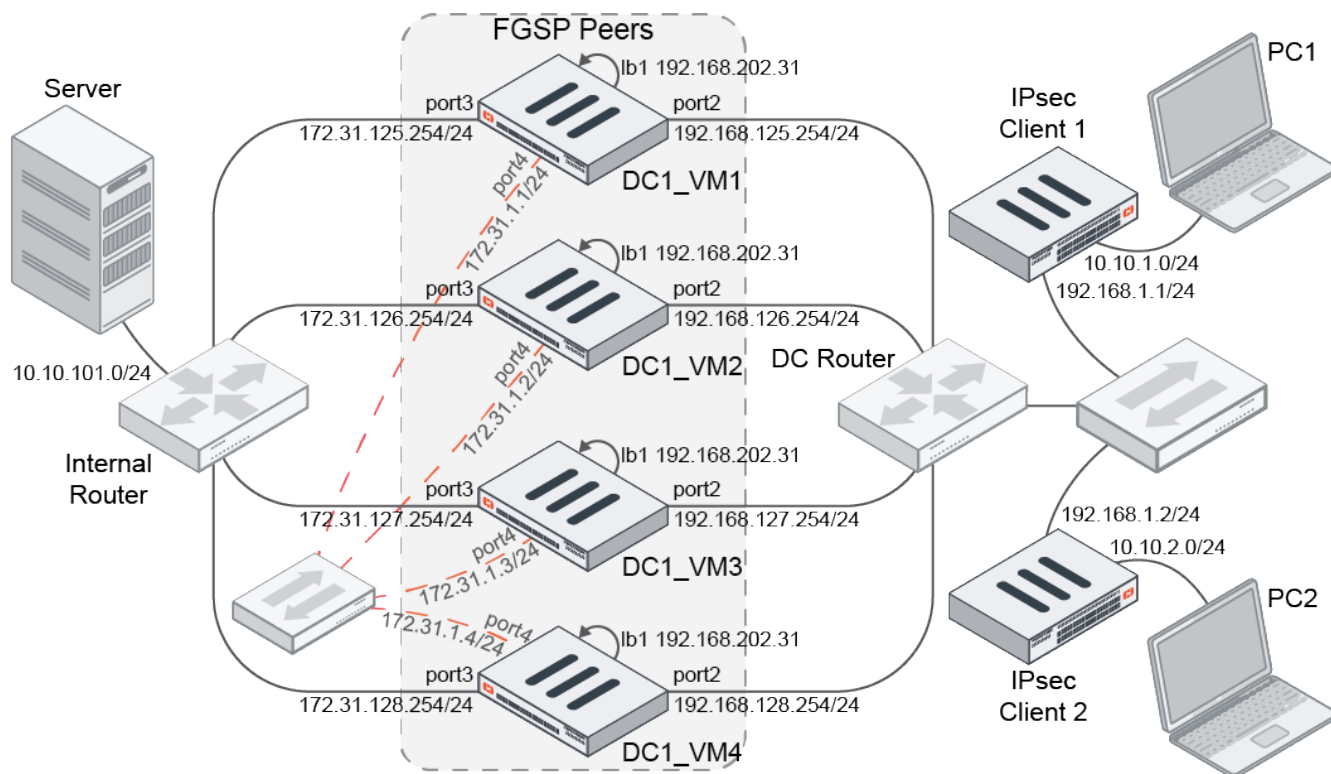 FGSP Peers
Server
port3
172.31.125.254/24
lb1 192.168.202.31
port2
192.168.125.254/24
port4
172.31.1.1/24
DC1_VM1
IPsec
Client 1
PC1
10.10.1.0/24
192.168.1.1/24
port3
172.31.126.254/24
lb1 192.168.202.31
port2
192.168.126.254/24
port4
172.31.1.2/24
DC1_VM2
DC Router
10.10.101.0/24
Internal
Router
port3
172.31.127.254/24
lb1 192.168.202.31
port2
192.168.127.254/24
port4
172.31.1.3/24
DC1_VM3
192.168.1.2/24
10.10.2.0/24
IPsec
Client 2
PC2
port4
172.31.1.4/24
port3
172.31.128.254/24
lb1 192.168.202.31
port2
192.168.128.254/24
DC1_VM4